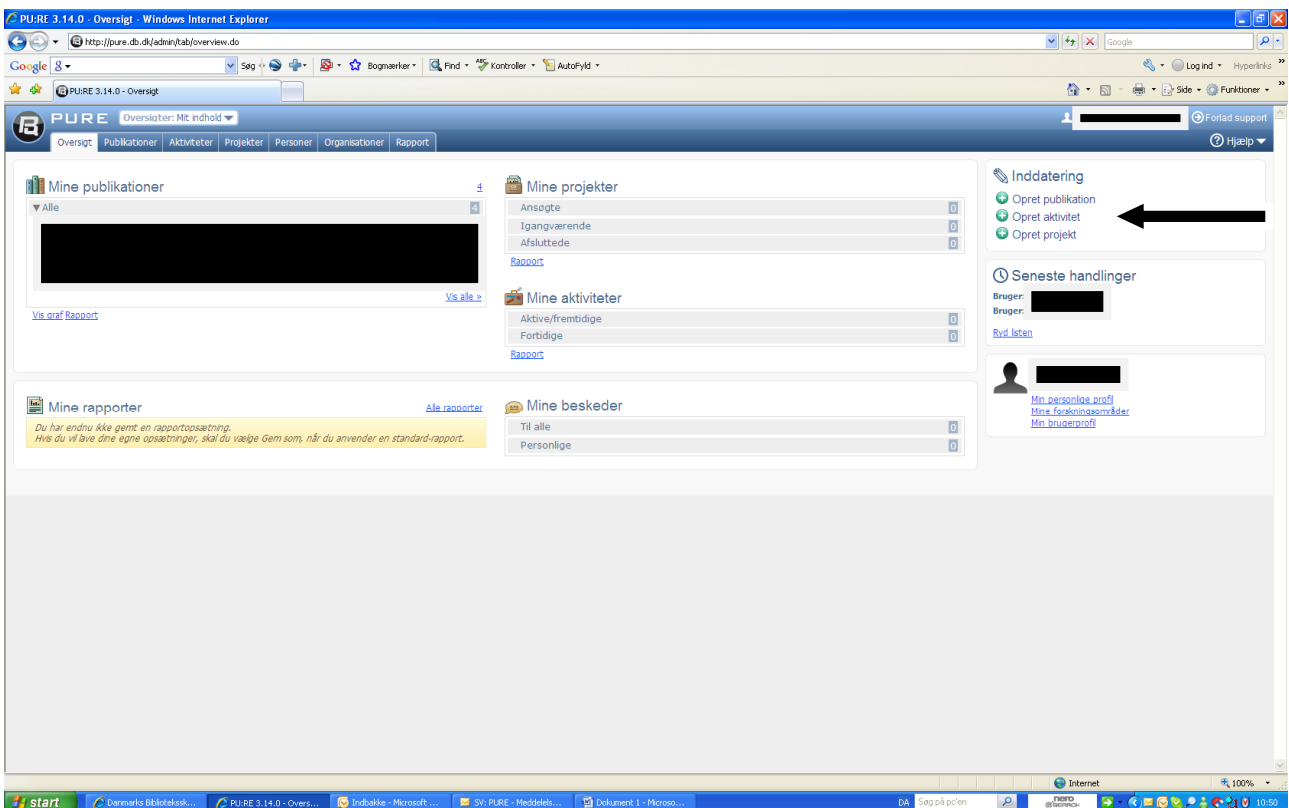 PU:RE 3.14.0 - Oversigt - Windows Internet Explorer
http://pure.db.dk/admin/tab/overview.do
Google
Google
Søg
Bogmærker
Find
ABC
Kontroller
AutoFyld
Log ind
Hyperlinks
PU:RE 3.14.0 - Oversigt
Side
Funktioner
PURE
Oversigter: Mit indhold
Forlad support
Oversigt Publikationer Aktiviteter Projekter Personer Organisationer Rapport
Hjælp
Mine publikationer 4
Alle 4
Vis alle »
Vis graf Rapport
Mine projekter
Ansøgte 0
Igangværende 0
Afsluttede 0
Rapport
Mine aktiviteter
Aktive/fremtidige 0
Fortidige 0
Rapport
Mine rapporter Alle rapporter
Du har endnu ikke gemt en rapportopsætning.
Hvis du vil lave dine egne opsætninger, skal du vælge Gem som, når du anvender en standard-rapport.
Mine beskeder
Til alle 0
Personlige 0
Inddatering
Opret publikation
Opret aktivitet
Opret projekt
Seneste handlinger
Bruger:
Bruger:
Ryd listen
Min personlige profil
Mine forskningsområder
Min brugerprofil
Internet
100%
start
Danmarks Bibliotekssk...
PU:RE 3.14.0 - Overs...
Indbakke - Microsoft ...
SV: PURE - Meddelels...
Dokument 1 - Microso...
DA
Søg på pc'en
nero
SEARCH
10:50